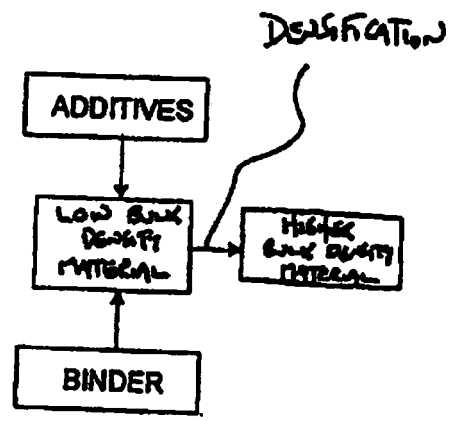 DENSIFICATION
ADDITIVES
LOW BULK
DENSITY
MATERIAL
HIGHER
BULK DENSITY
MATERIAL
BINDER